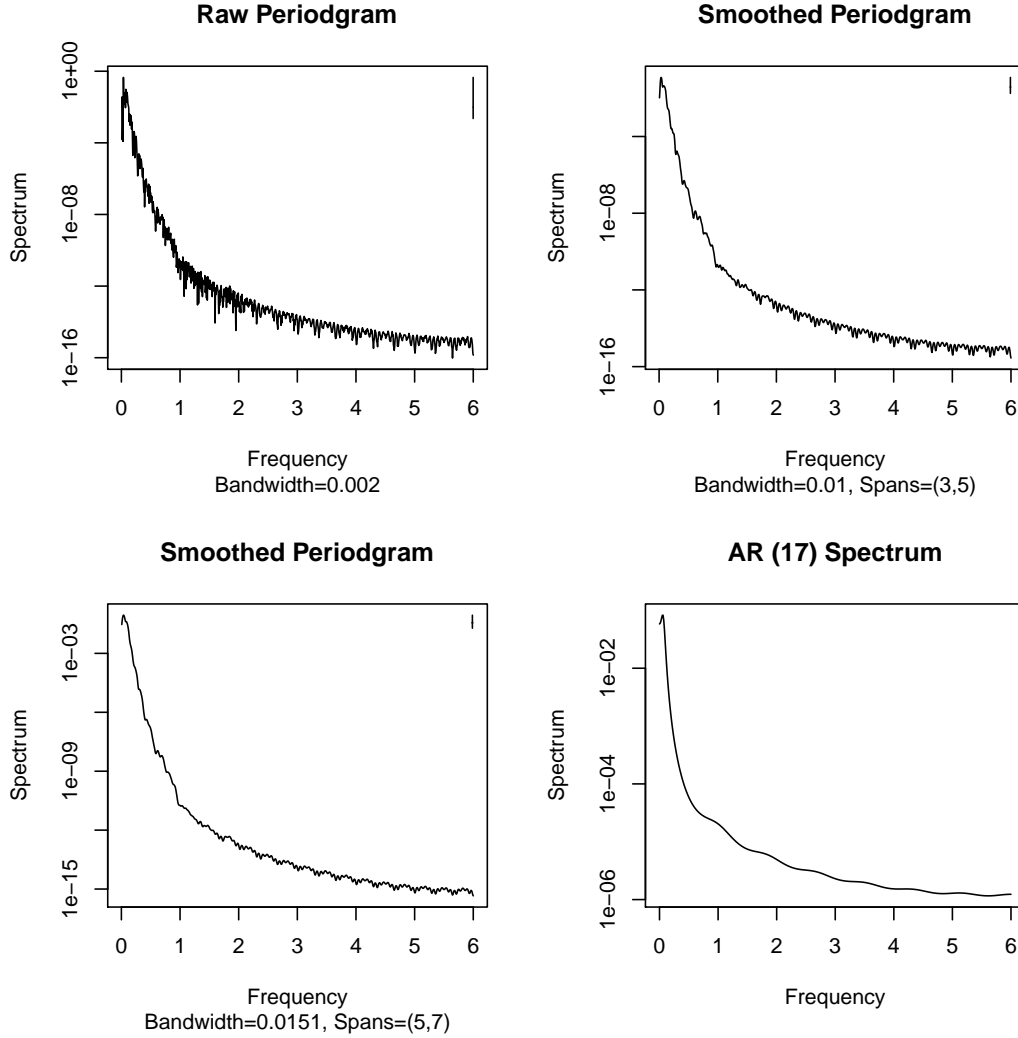 Raw Periodgram
Spectrum
1e+00
1e−08
1e−16
0 1 2 3 4 5 6
Frequency
Bandwidth=0.002
Smoothed Periodgram
Spectrum
1e−08
1e−16
0 1 2 3 4 5 6
Frequency
Bandwidth=0.01, Spans=(3,5)
Smoothed Periodgram
Spectrum
1e−03
1e−09
1e−15
0 1 2 3 4 5 6
Frequency
Bandwidth=0.0151, Spans=(5,7)
AR (17) Spectrum
Spectrum
1e−02
1e−04
1e−06
0 1 2 3 4 5 6
Frequency